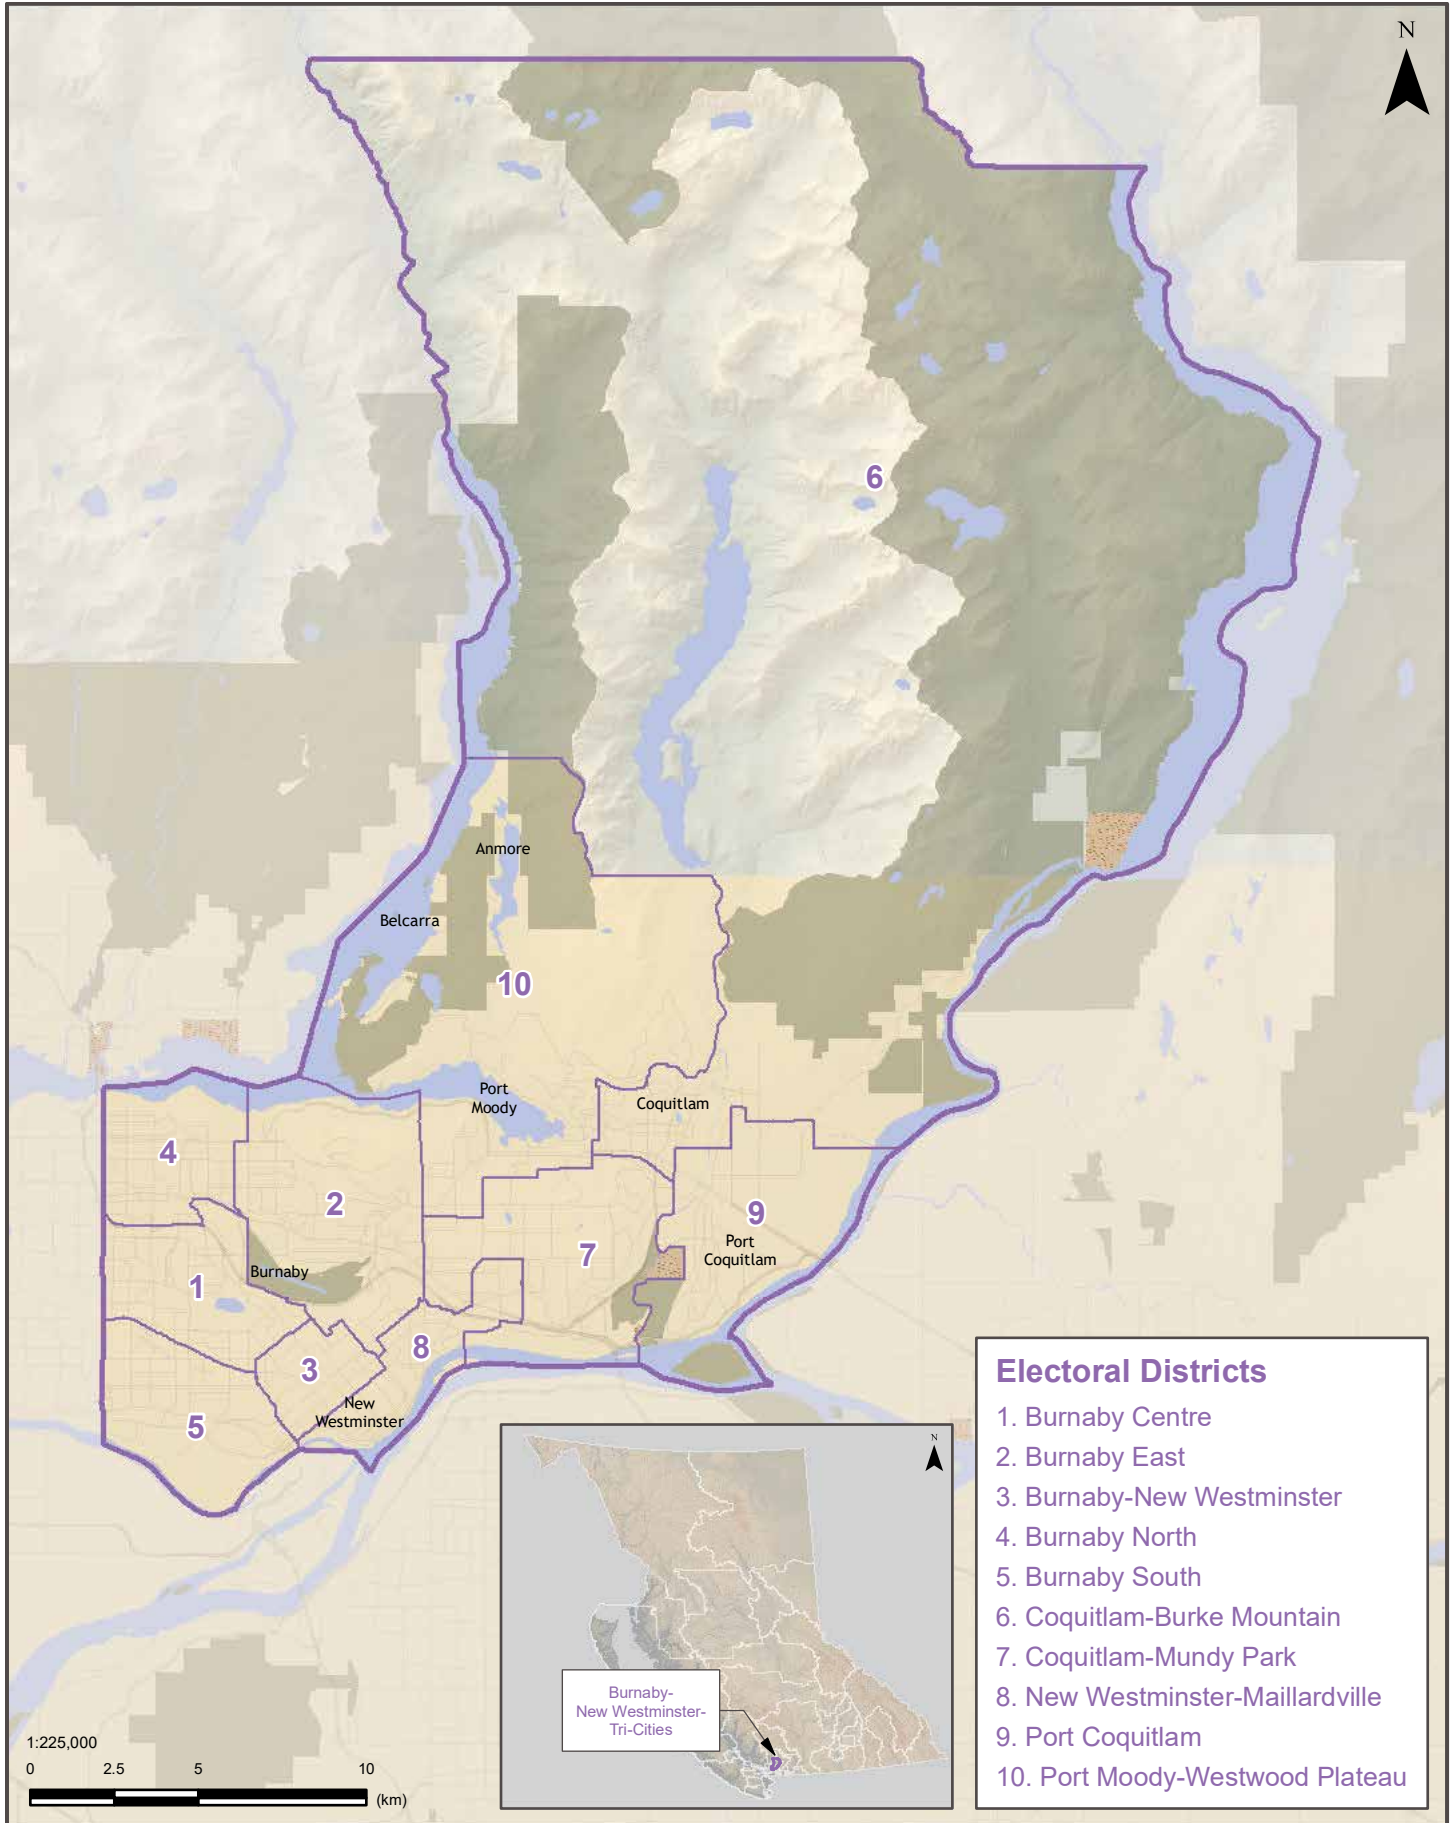 N
6
Anmore
Belcarra
10
Port
Moody
Coquitlam
4
2
9
Port
Coquitlam
7
Burnaby
1
8
3
New
Westminster
5
Electoral Districts
1. Burnaby Centre
2. Burnaby East
3. Burnaby-New Westminster
4. Burnaby North
5. Burnaby South
6. Coquitlam-Burke Mountain
7. Coquitlam-Mundy Park
8. New Westminster-Maillardville
9. Port Coquitlam
10. Port Moody-Westwood Plateau
N
Burnaby-
New Westminster-
Tri-Cities
1:225,000
0 2.5 5 10
(km)